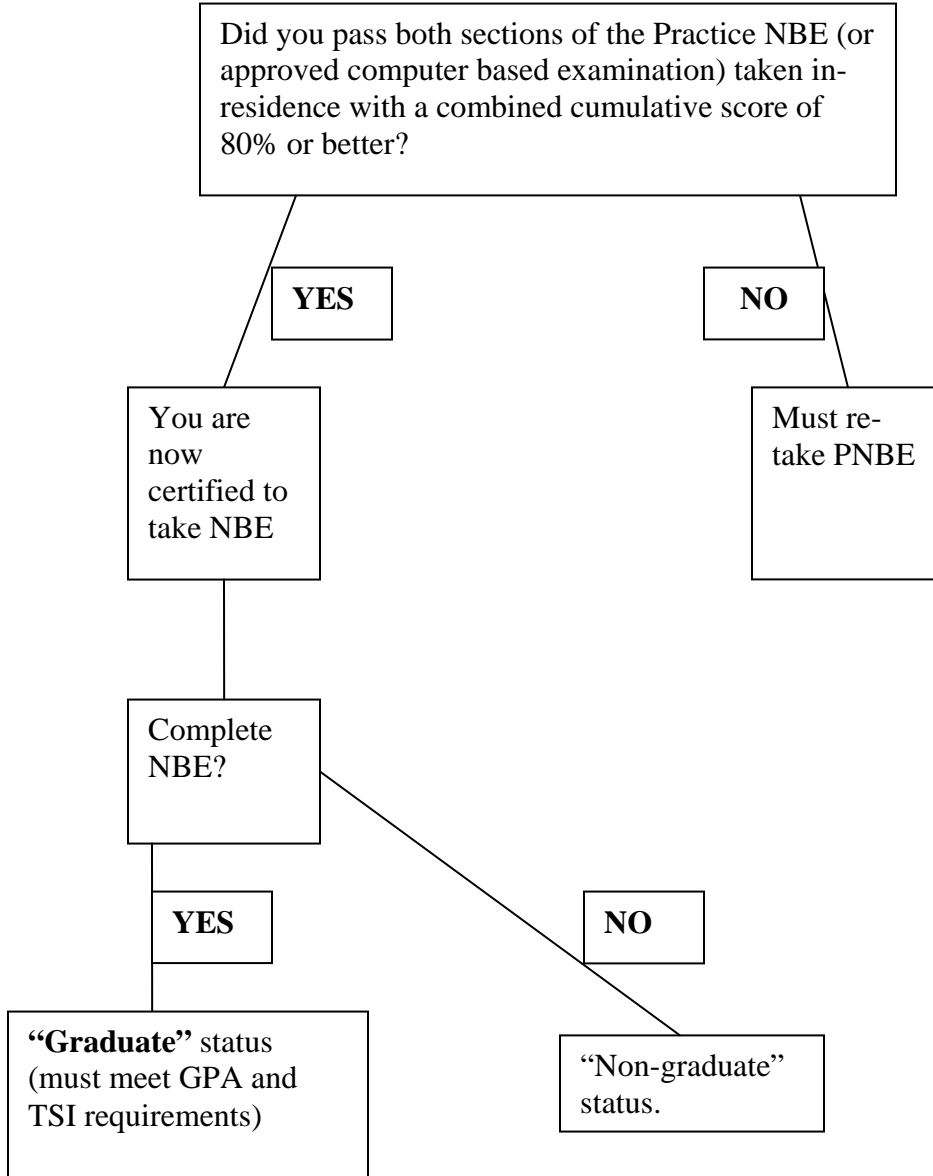 Did you pass both sections of the Practice NBE (or
approved computer based examination) taken in-
residence with a combined cumulative score of
80% or better?
YES
NO
You are
now
certified to
take NBE
Must re-
take PNBE
Complete
NBE?
YES
NO
“Graduate” status
(must meet GPA and
TSI requirements)
“Non-graduate”
status.